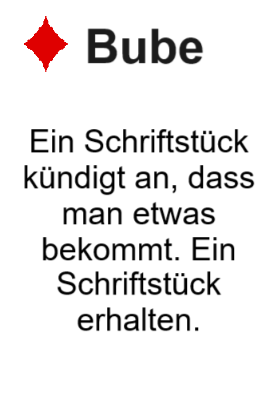 Bube
Ein Schriftstück
kündigt an, dass
man etwas
bekommt. Ein
Schriftstück
erhalten.